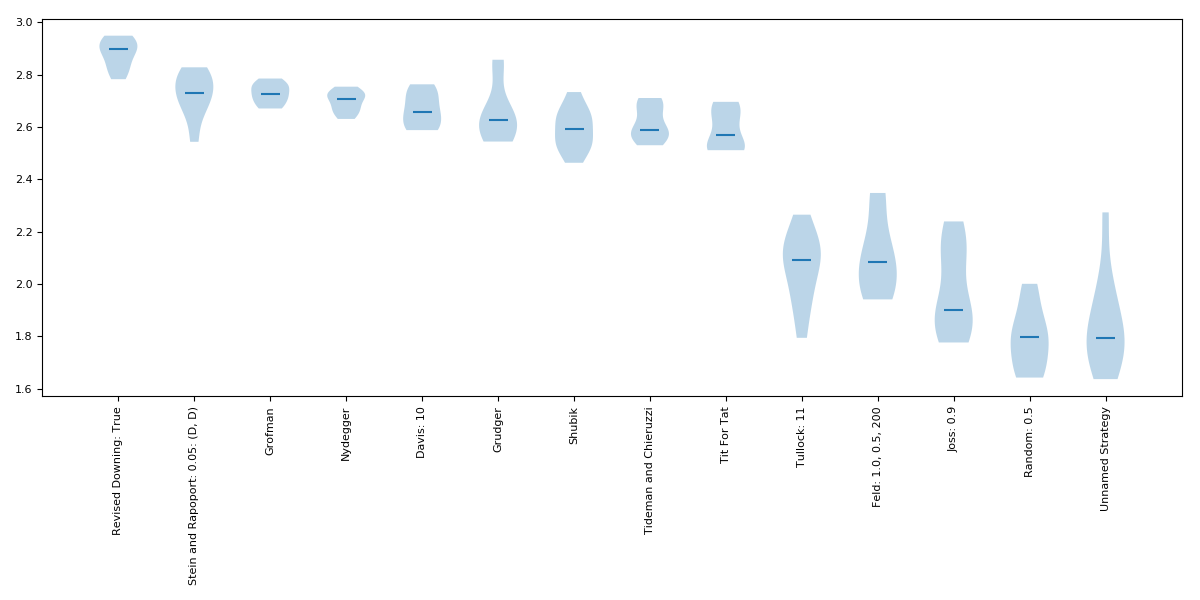 3.0
2.8
2.6
2.4
2.2
2.0
1.8
1.6
Revised Downing: True
Stein and Rapoport: 0.05: (D, D)
Grofman
Nydegger
Davis: 10
Grudger
Shubik
Tideman and Chieruzzi
Tit For Tat
Tullock: 11
Feld: 1.0, 0.5, 200
Joss: 0.9
Random: 0.5
Unnamed Strategy